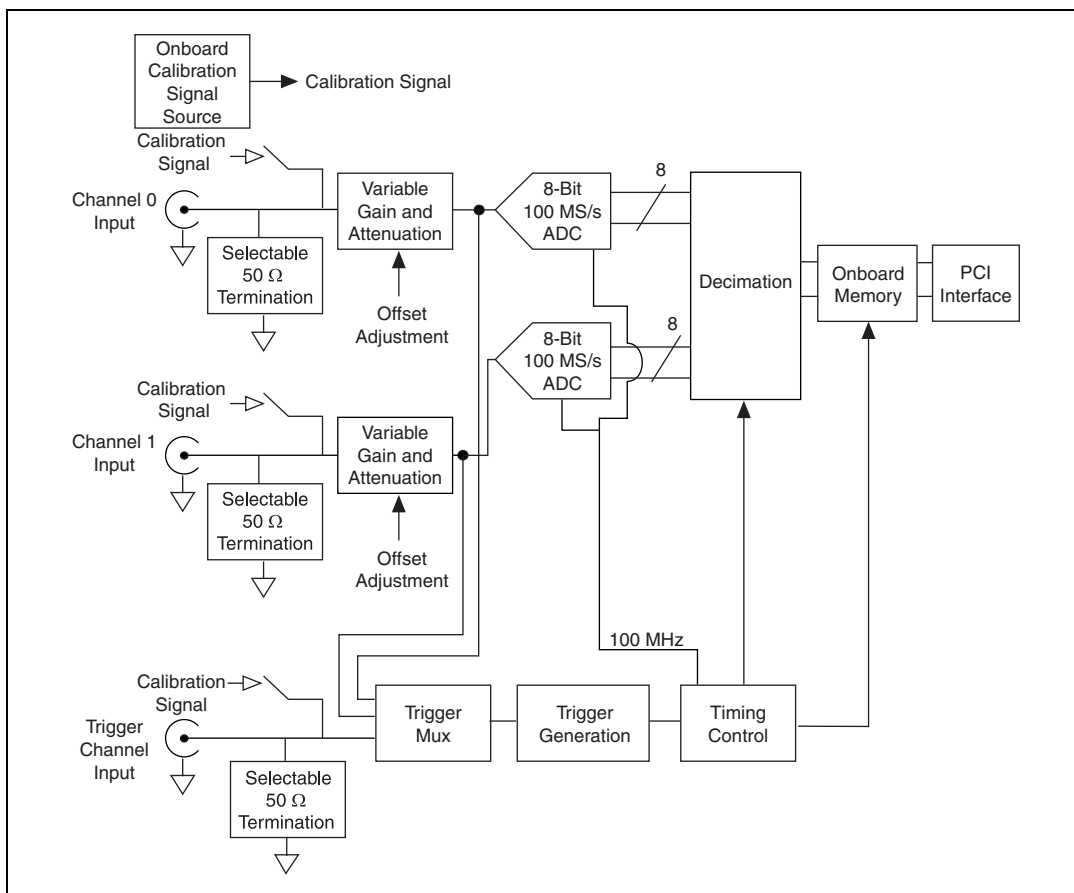 Onboard
Calibration
Signal
Source
Calibration Signal
Calibration
Signal
Channel 0
Input
Variable
Gain and
Attenuation
8-Bit
100 MS/s
ADC
8
Decimation
Onboard
Memory
PCI
Interface
Selectable
50 Ω
Termination
Offset
Adjustment
8-Bit
100 MS/s
ADC
8
Calibration
Signal
Channel 1
Input
Variable
Gain and
Attenuation
Selectable
50 Ω
Termination
Offset
Adjustment
100 MHz
Calibration
Signal
Trigger
Channel
Input
Trigger
Mux
Trigger
Generation
Timing
Control
Selectable
50 Ω
Termination